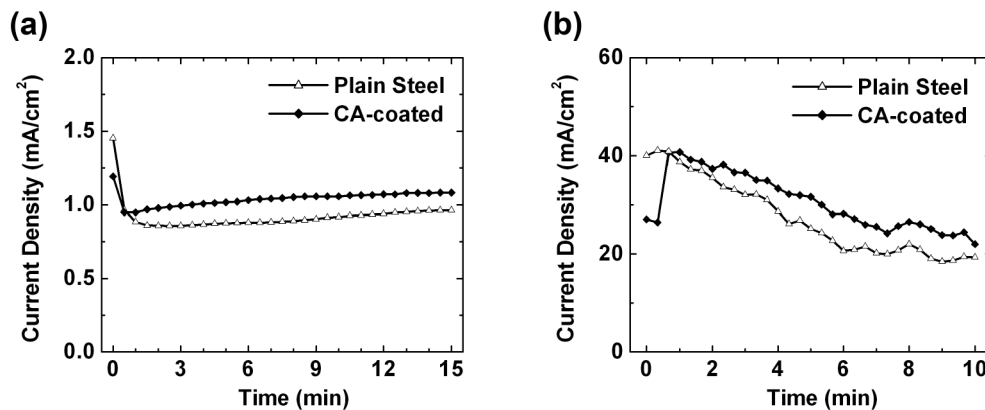 (a)
2.0
1.5
1.0
0.5
0.0
Current Density (mA/cm²)
Plain Steel
CA-coated
0 3 6 9 12 15
Time (min)
(b)
60
40
20
0
Current Density (mA/cm²)
Plain Steel
CA-coated
0 2 4 6 8 10
Time (min)